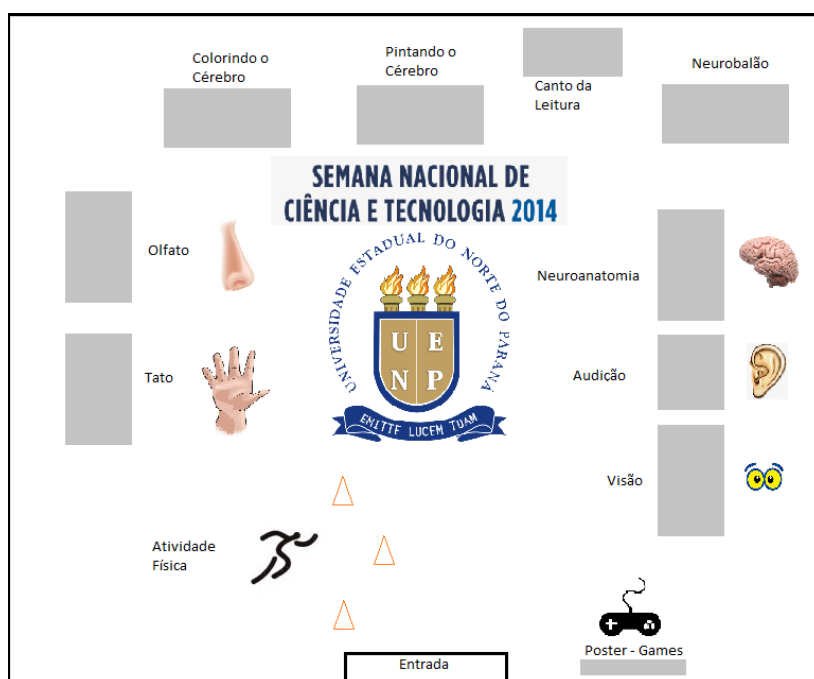 Colorindo o
Cérebro
Pintando o
Cérebro
Canto da
Leitura
Neurobalão
SEMANA NACIONAL DE
CIÊNCIA E TECNOLOGIA 2014
UNIVERSIDADE ESTADUAL DO NORTE DO PARANÁ
U E
N P
EMITTE LUCEM TUAM
Olfato
Neuroanatomia
Tato
Audição
Visão
Atividade
Física
Poster - Games
Entrada